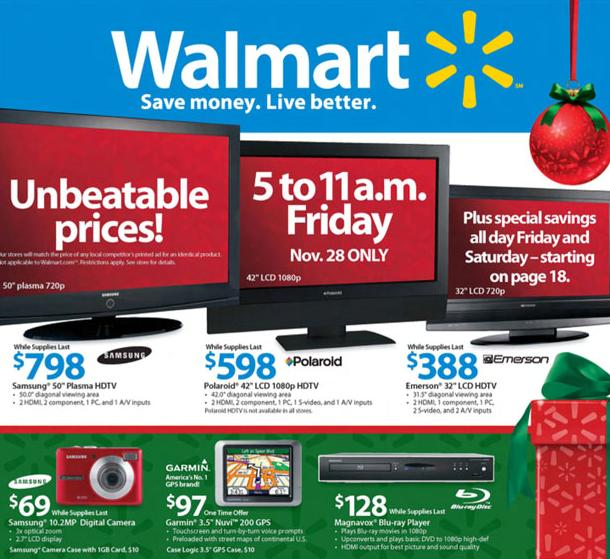 Walmart
Save money. Live better.
SM
Unbeatable
prices!
Our stores will match the price of any local competitor's printed ad for an identical product.
Not applicable to Walmart.com™. Restrictions apply. See store for details.
50" plasma 720p
SAMSUNG
5 to 11 a.m.
Friday
Nov. 28 ONLY
42" LCD 1080p
POLAROID
Plus special savings
all day Friday and
Saturday – starting
on page 18.
32" LCD 720p
While Supplies Last
$798
SAMSUNG
Samsung® 50" Plasma HDTV
• 50.0" diagonal viewing area
• 2 HDMI, 2 component, 1 PC, and 1 A/V inputs
While Supplies Last
$598
Polaroid
Polaroid® 42" LCD 1080p HDTV
• 42.0" diagonal viewing area
• 2 HDMI, 2 component, 1 PC, 1 S-video, and 1 A/V inputs
Polaroid HDTV is not available in all stores.
While Supplies Last
$388
Emerson
Emerson® 32" LCD HDTV
• 31.5" diagonal viewing area
• 2 HDMI, 2 component, 1 PC,
2 S-video, and 2 A/V inputs
SAMSUNG
$69
While Supplies Last
Samsung® 10.2MP Digital Camera
• 3x optical zoom
• 2.7" LCD display
Samsung® Camera Case with 1GB Card, $10
GARMIN.
America's No. 1
GPS brand!
$97
One Time Offer
Garmin® 3.5" Nuvi™ 200 GPS
• Touchscreen and turn-by-turn voice prompts
• Preloaded with street maps of continental U.S.
Case Logic 3.5" GPS Case, $10
$128
While Supplies Last
Blu-ray Disc
Magnavox® Blu-ray Player
• Plays Blu-ray movies in 1080p
• Upconverts and plays basic DVD to 1080p high-def
• HDMI output for best picture and sound quality